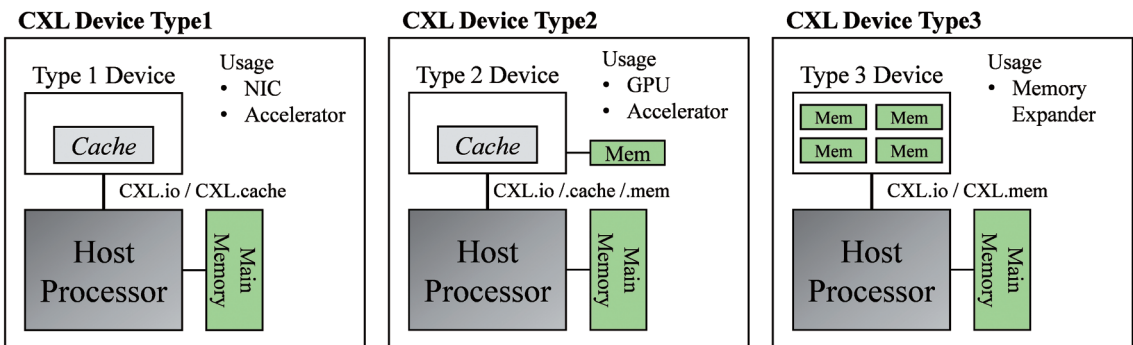 CXL Device Type1
Type 1 Device
Usage
• NIC
• Accelerator
Cache
CXL.io / CXL.cache
Host
Processor
Main
Memory
CXL Device Type2
Type 2 Device
Usage
• GPU
• Accelerator
Cache
Mem
CXL.io /.cache /.mem
Host
Processor
Main
Memory
CXL Device Type3
Type 3 Device
Usage
• Memory
Expander
Mem
Mem
Mem
Mem
CXL.io / CXL.mem
Host
Processor
Main
Memory